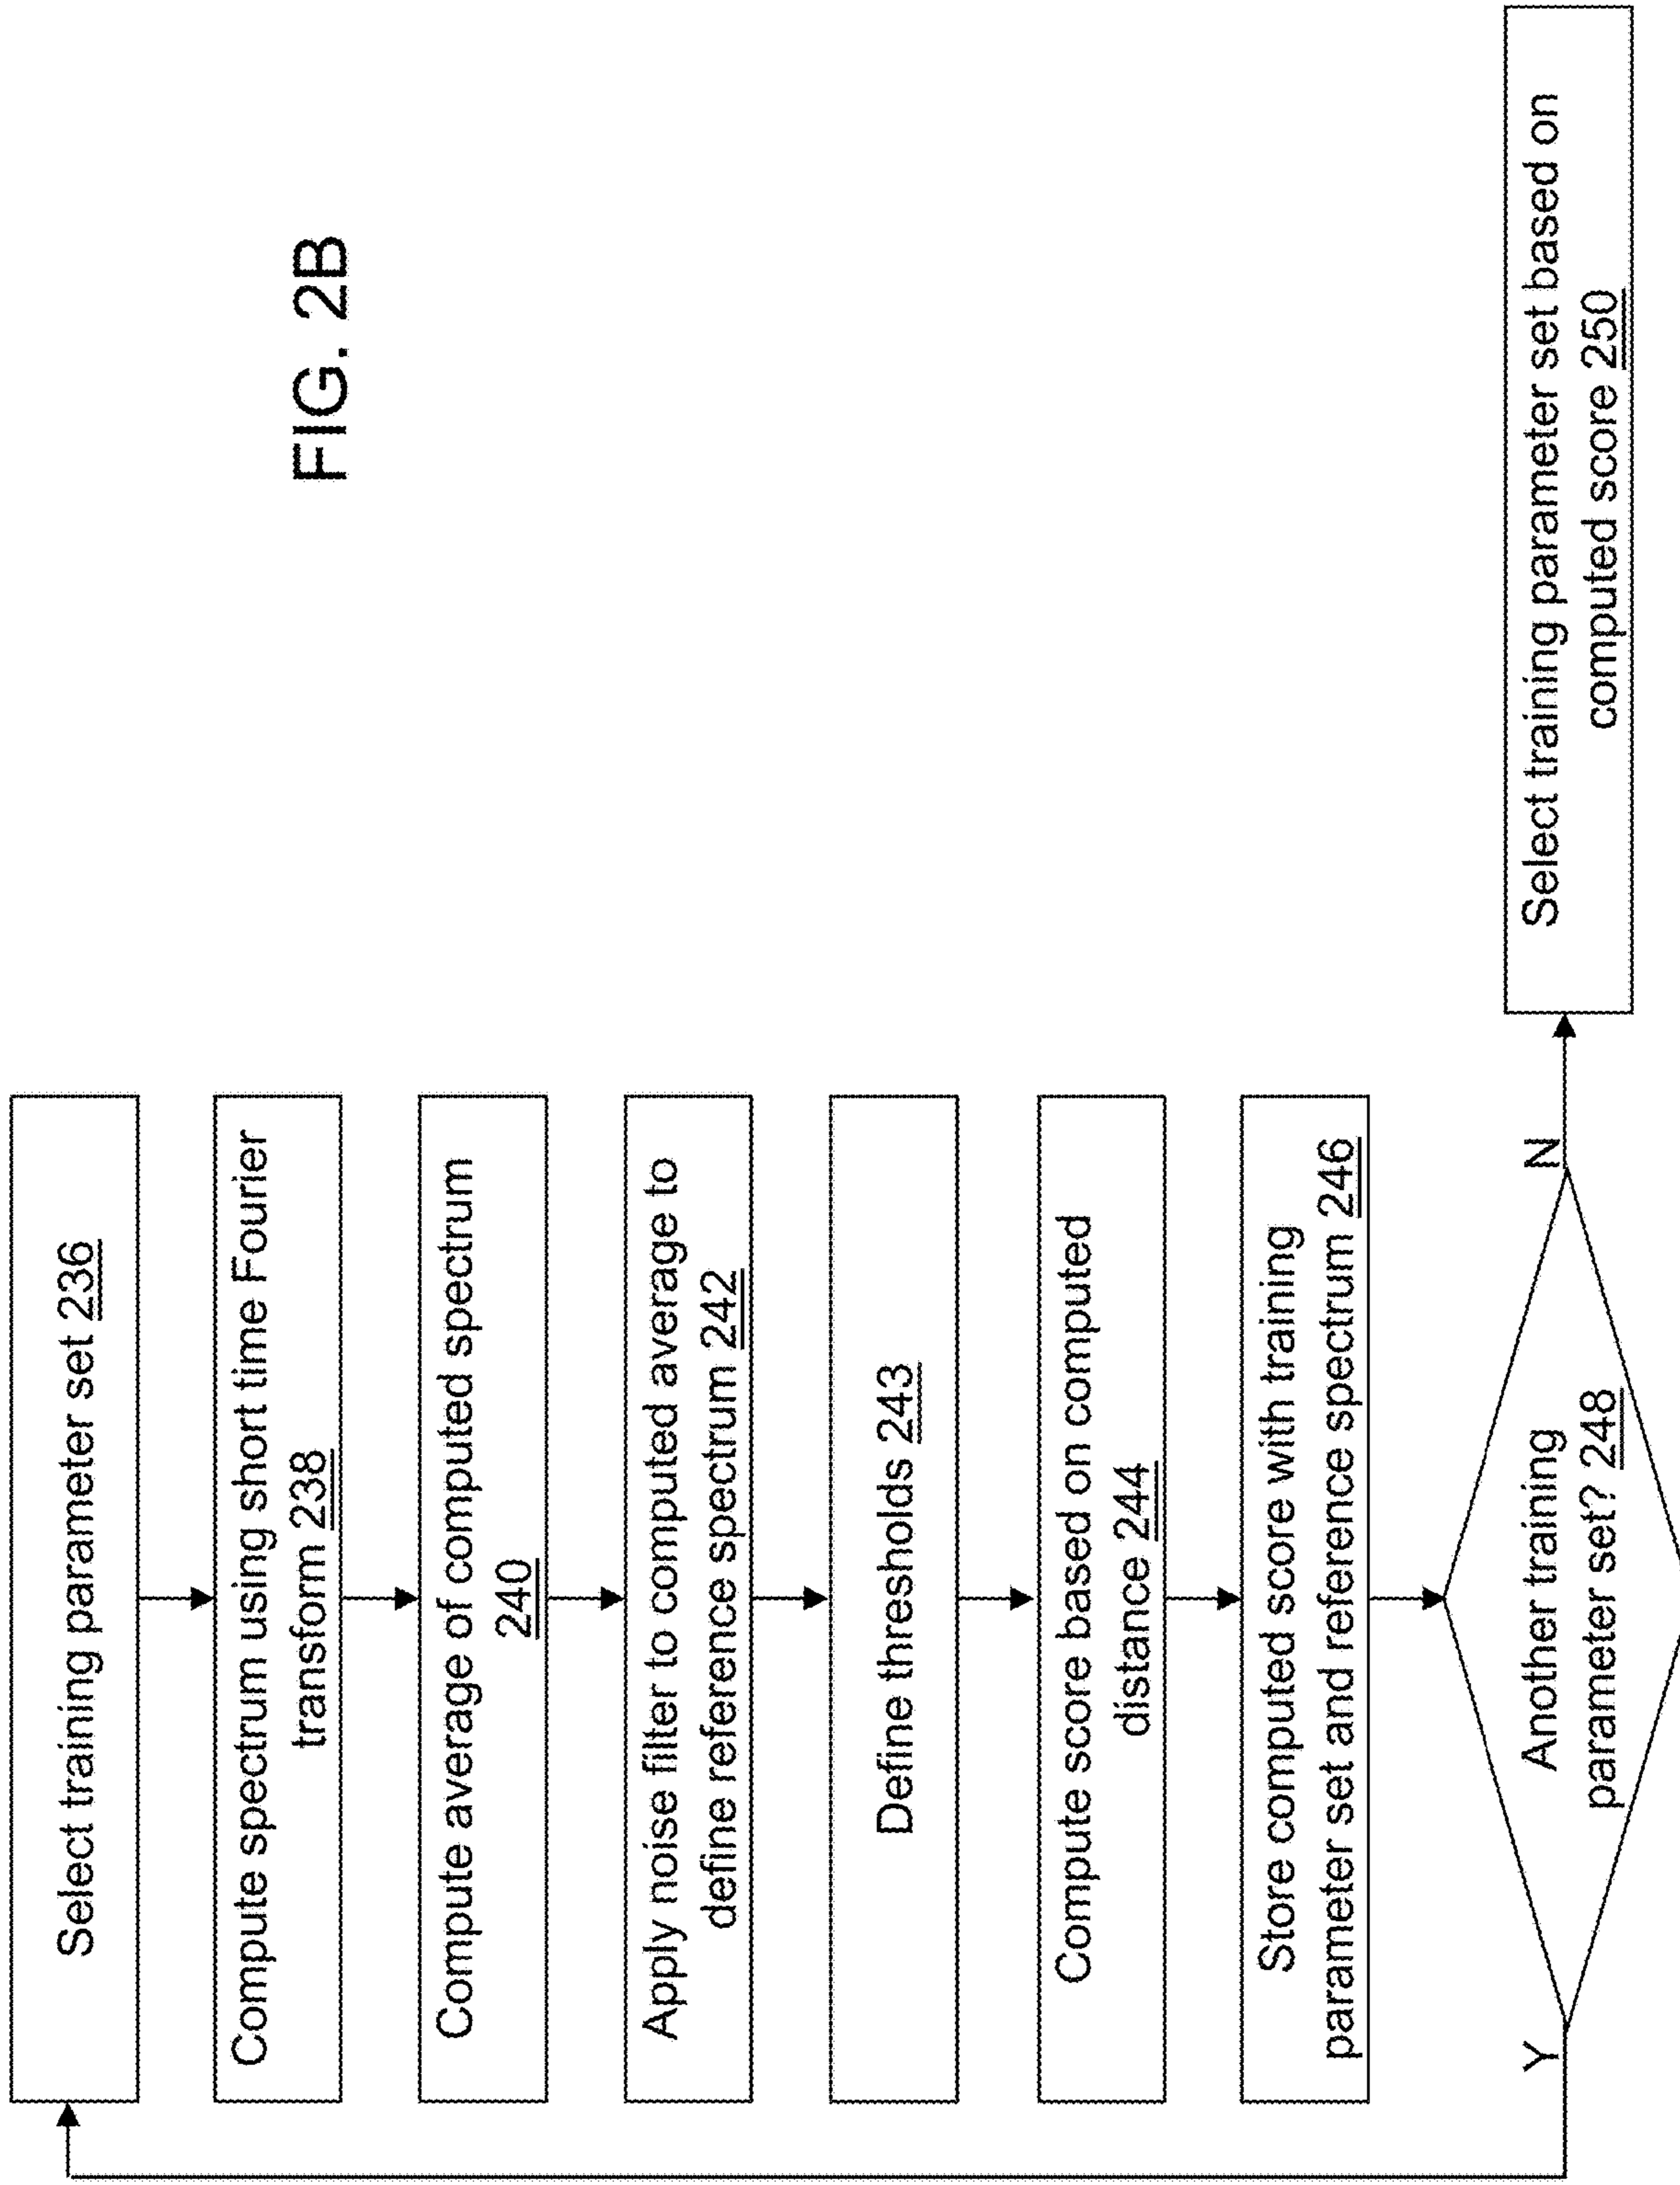 Select training parameter set 236
Compute spectrum using short time Fourier
transform 238
Compute average of computed spectrum
240
Apply noise filter to computed average to
define reference spectrum 242
Define thresholds 243
Compute score based on computed
distance 244
Store computed score with training
parameter set and reference spectrum 246
Another training
parameter set? 248
Y
N
Select training parameter set based on
computed score 250
FIG. 2B